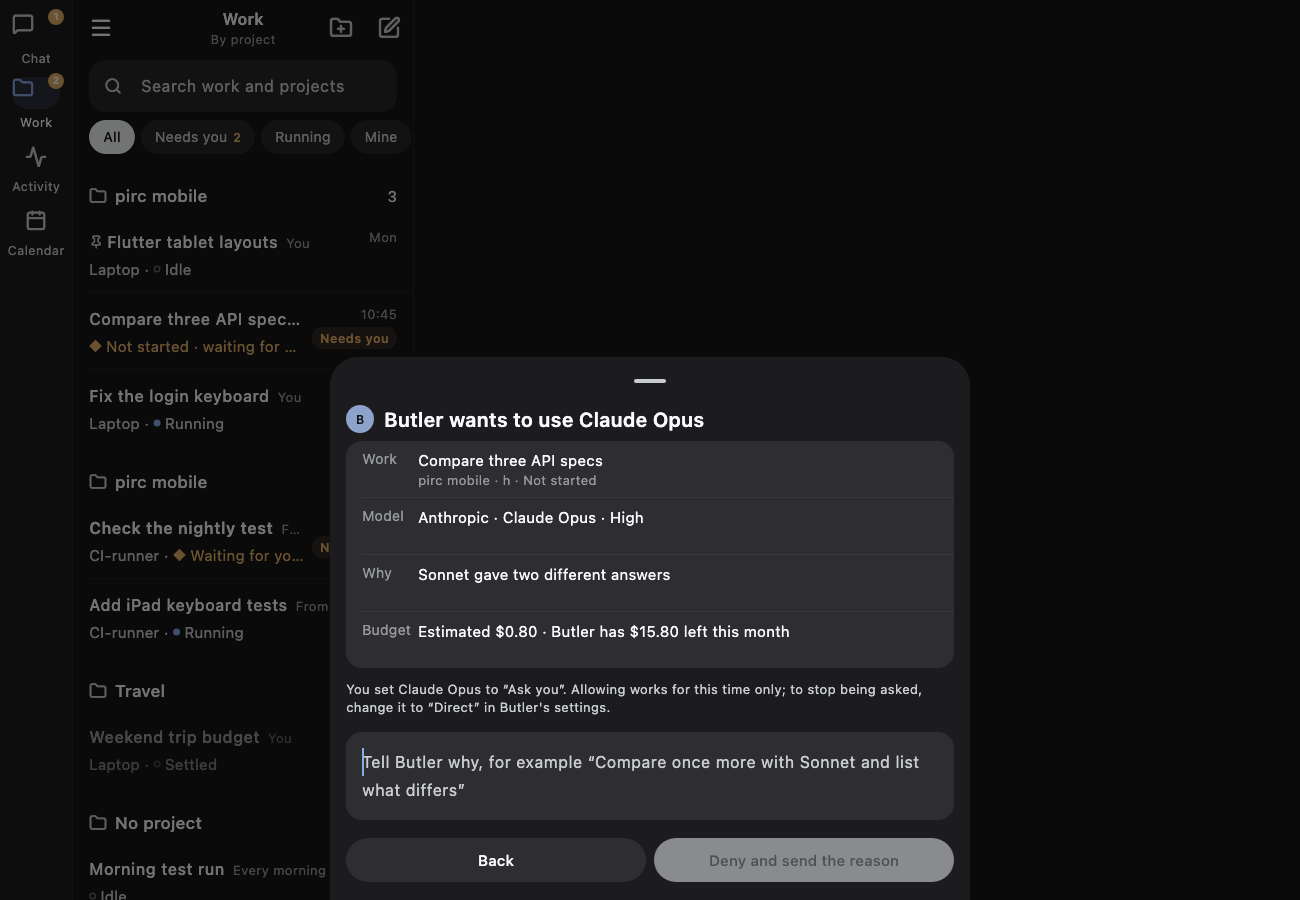 1
Chat
2
Work
Activity
Calendar
Work
By project
Search work and projects
All
Needs you 2
Running
Mine
pirc mobile
3
Flutter tablet layouts You
Mon
Laptop · Idle
Compare three API spec...
10:45
Not started · waiting for ...
Needs you
Fix the login keyboard You
Laptop · Running
pirc mobile
Check the nightly test F...
CI-runner · Waiting for yo...
N
Add iPad keyboard tests From
CI-runner · Running
Travel
Weekend trip budget You
Laptop · Settled
No project
Morning test run Every morning
Idle
B
Butler wants to use Claude Opus
Work
Compare three API specs
pirc mobile · h · Not started
Model
Anthropic · Claude Opus · High
Why
Sonnet gave two different answers
Budget
Estimated $0.80 · Butler has $15.80 left this month
You set Claude Opus to “Ask you”. Allowing works for this time only; to stop being asked,
change it to “Direct” in Butler's settings.
Tell Butler why, for example “Compare once more with Sonnet and list
what differs”
Back
Deny and send the reason